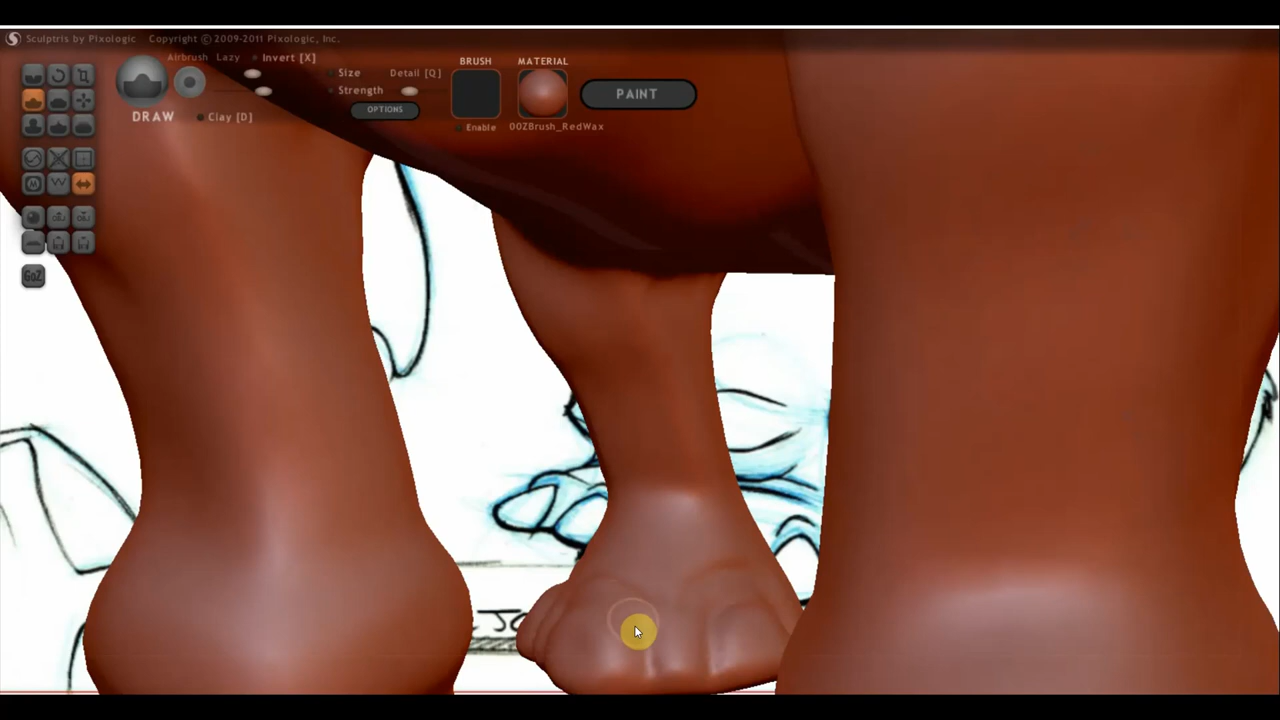 Sculptris by Pixologic Copyright © 2009-2011 Pixologic, Inc.
Airbrush Lazy Invert [X]
Size Detail [Q]
Strength
OPTIONS
DRAW Clay [D]
BRUSH
Enable
MATERIAL
00ZBrush_RedWax
PAINT
GoZ